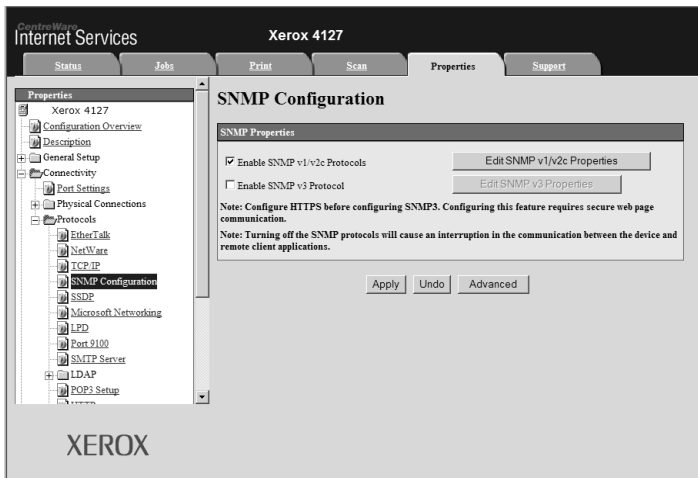 CentreWare
Internet Services
Xerox 4127
Status
Jobs
Print
Scan
Properties
Support
Properties
Xerox 4127
Configuration Overview
Description
General Setup
Connectivity
Port Settings
Physical Connections
Protocols
EtherTalk
NetWare
TCP/IP
SNMP Configuration
SSDP
Microsoft Networking
LPD
Port 9100
SMTP Server
LDAP
POP3 Setup
HTTP
XEROX
SNMP Configuration
SNMP Properties
Enable SNMP v1/v2c Protocols
Edit SNMP v1/v2c Properties
Enable SNMP v3 Protocol
Edit SNMP v3 Properties
Note: Configure HTTPS before configuring SNMP3. Configuring this feature requires secure web page
communication.
Note: Turning off the SNMP protocols will cause an interruption in the communication between the device and
remote client applications.
Apply
Undo
Advanced